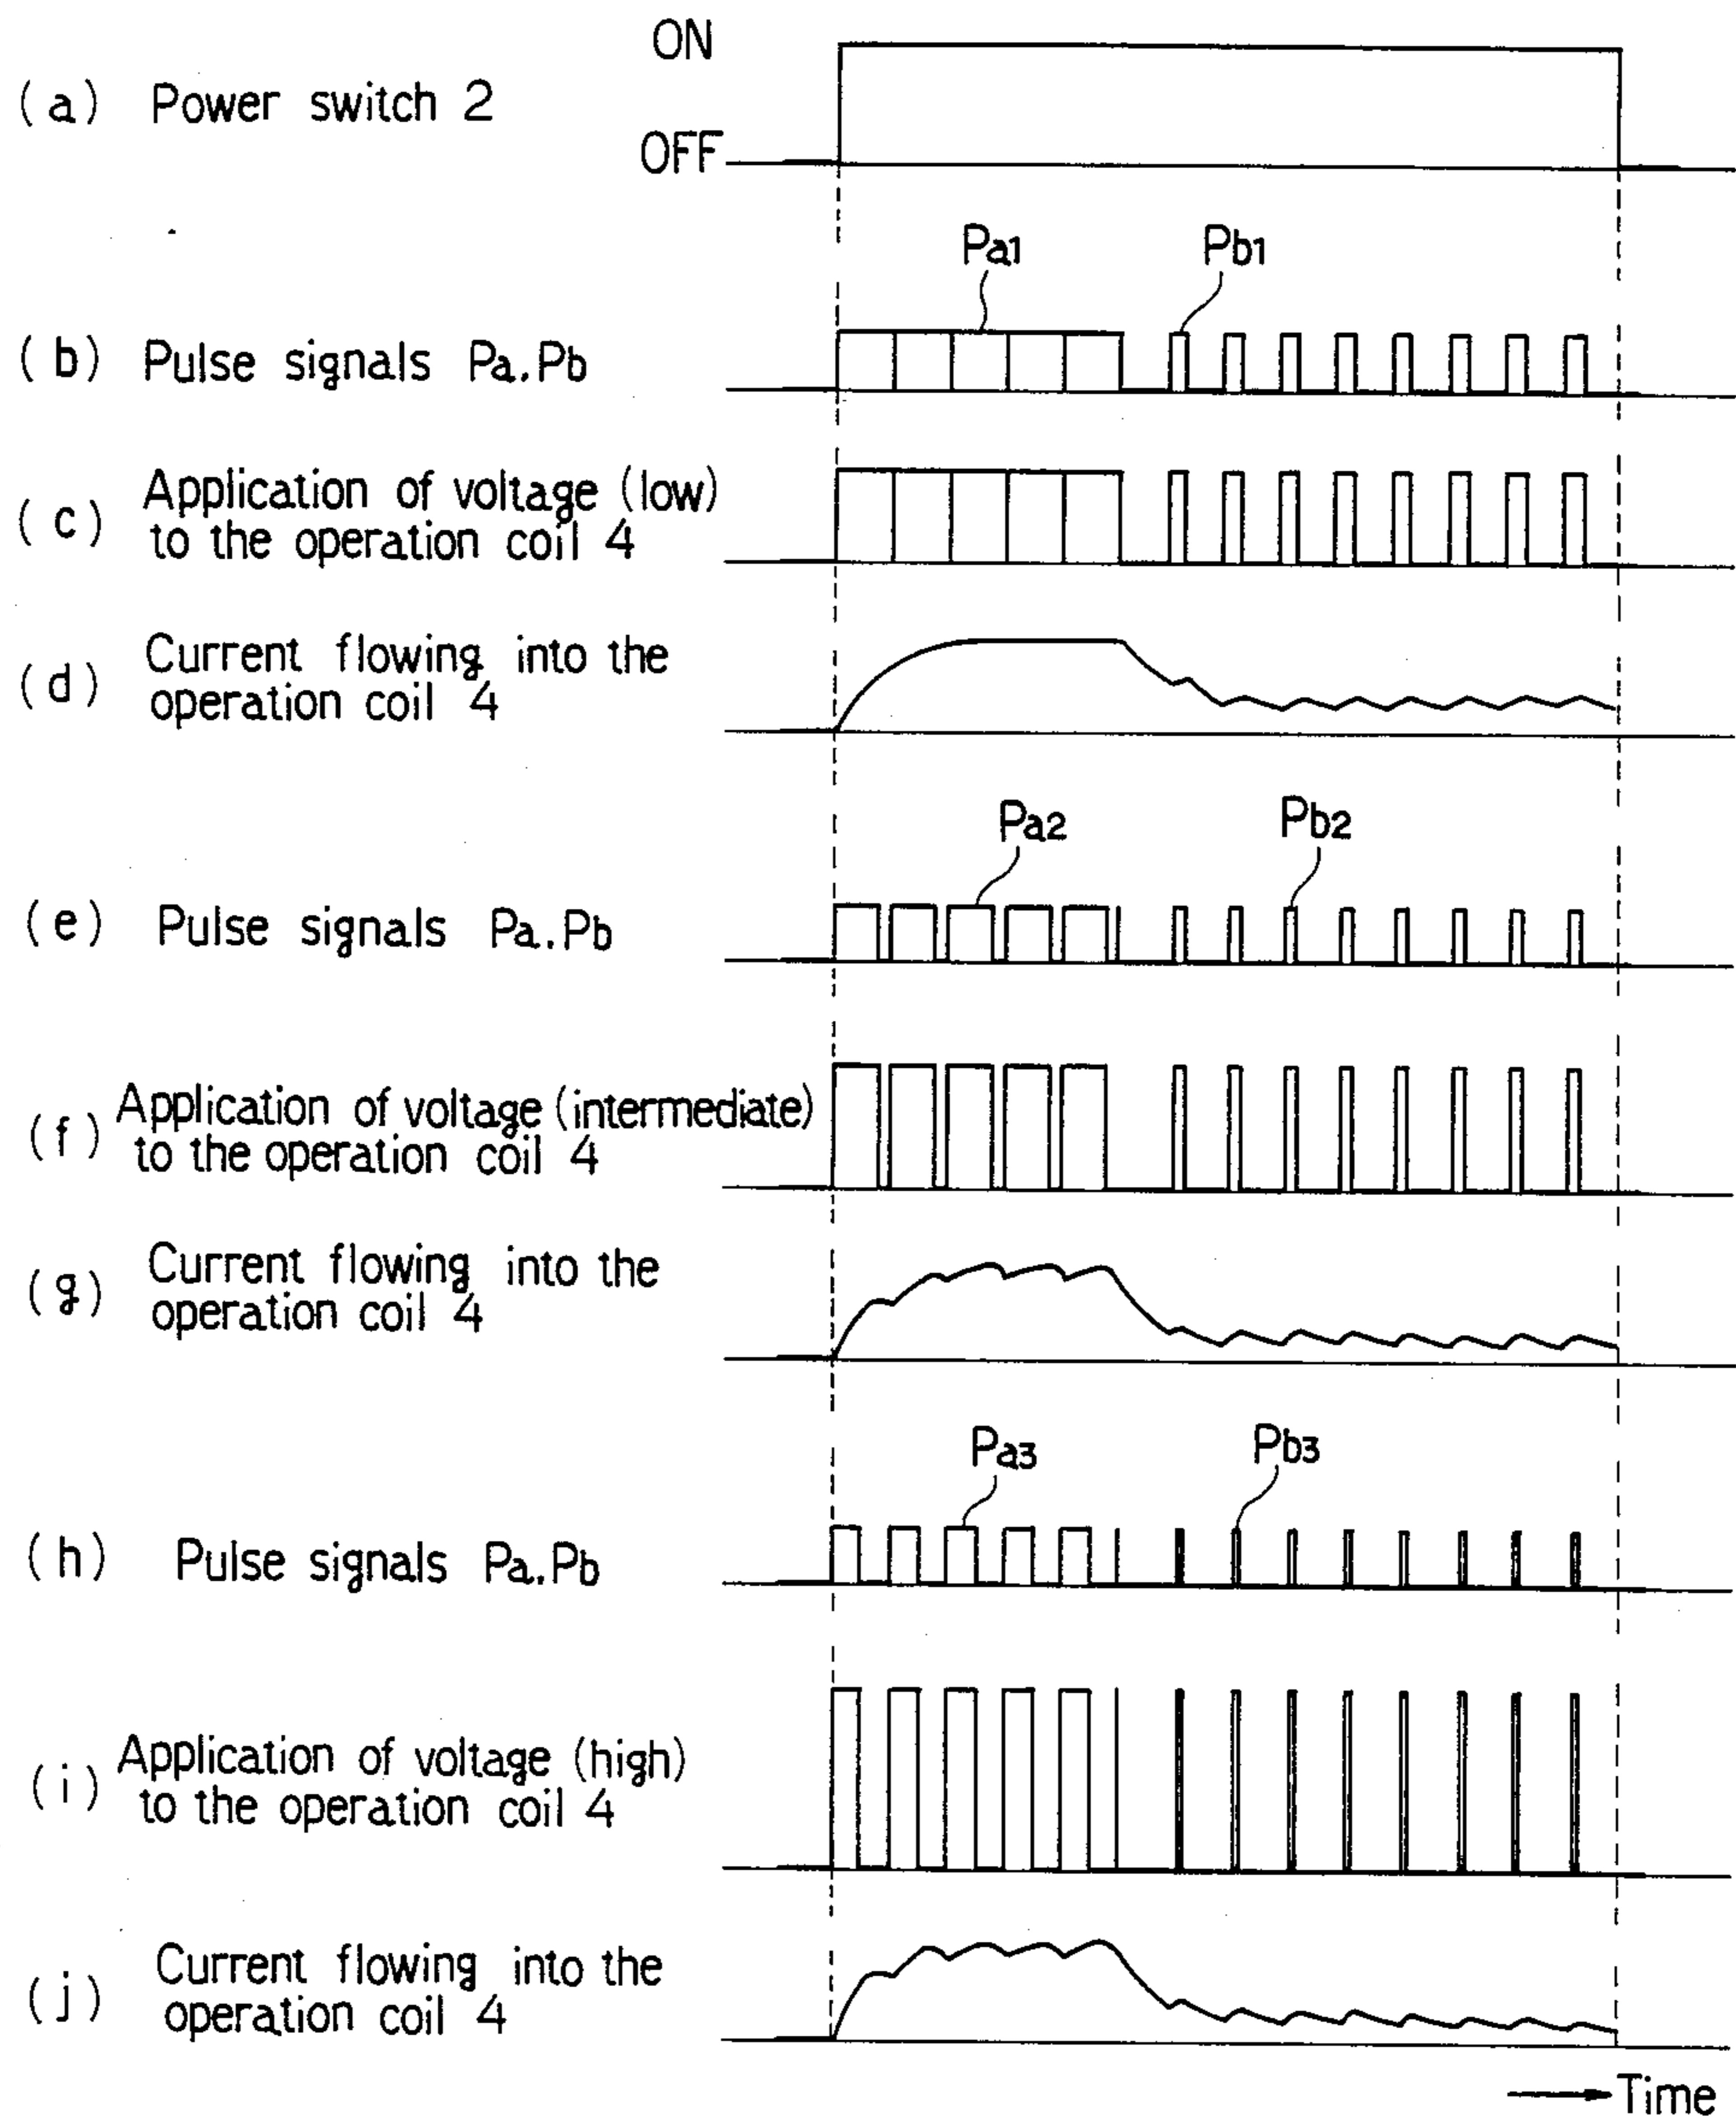 ON
(a) Power switch 2
OFF
Pa1
Pb1
(b) Pulse signals Pa.Pb
(c) Application of voltage (low)
to the operation coil 4
(d) Current flowing into the
operation coil 4
Pa2
Pb2
(e) Pulse signals Pa.Pb
(f) Application of voltage (intermediate)
to the operation coil 4
(g) Current flowing into the
operation coil 4
Pa3
Pb3
(h) Pulse signals Pa.Pb
(i) Application of voltage (high)
to the operation coil 4
(j) Current flowing into the
operation coil 4
Time